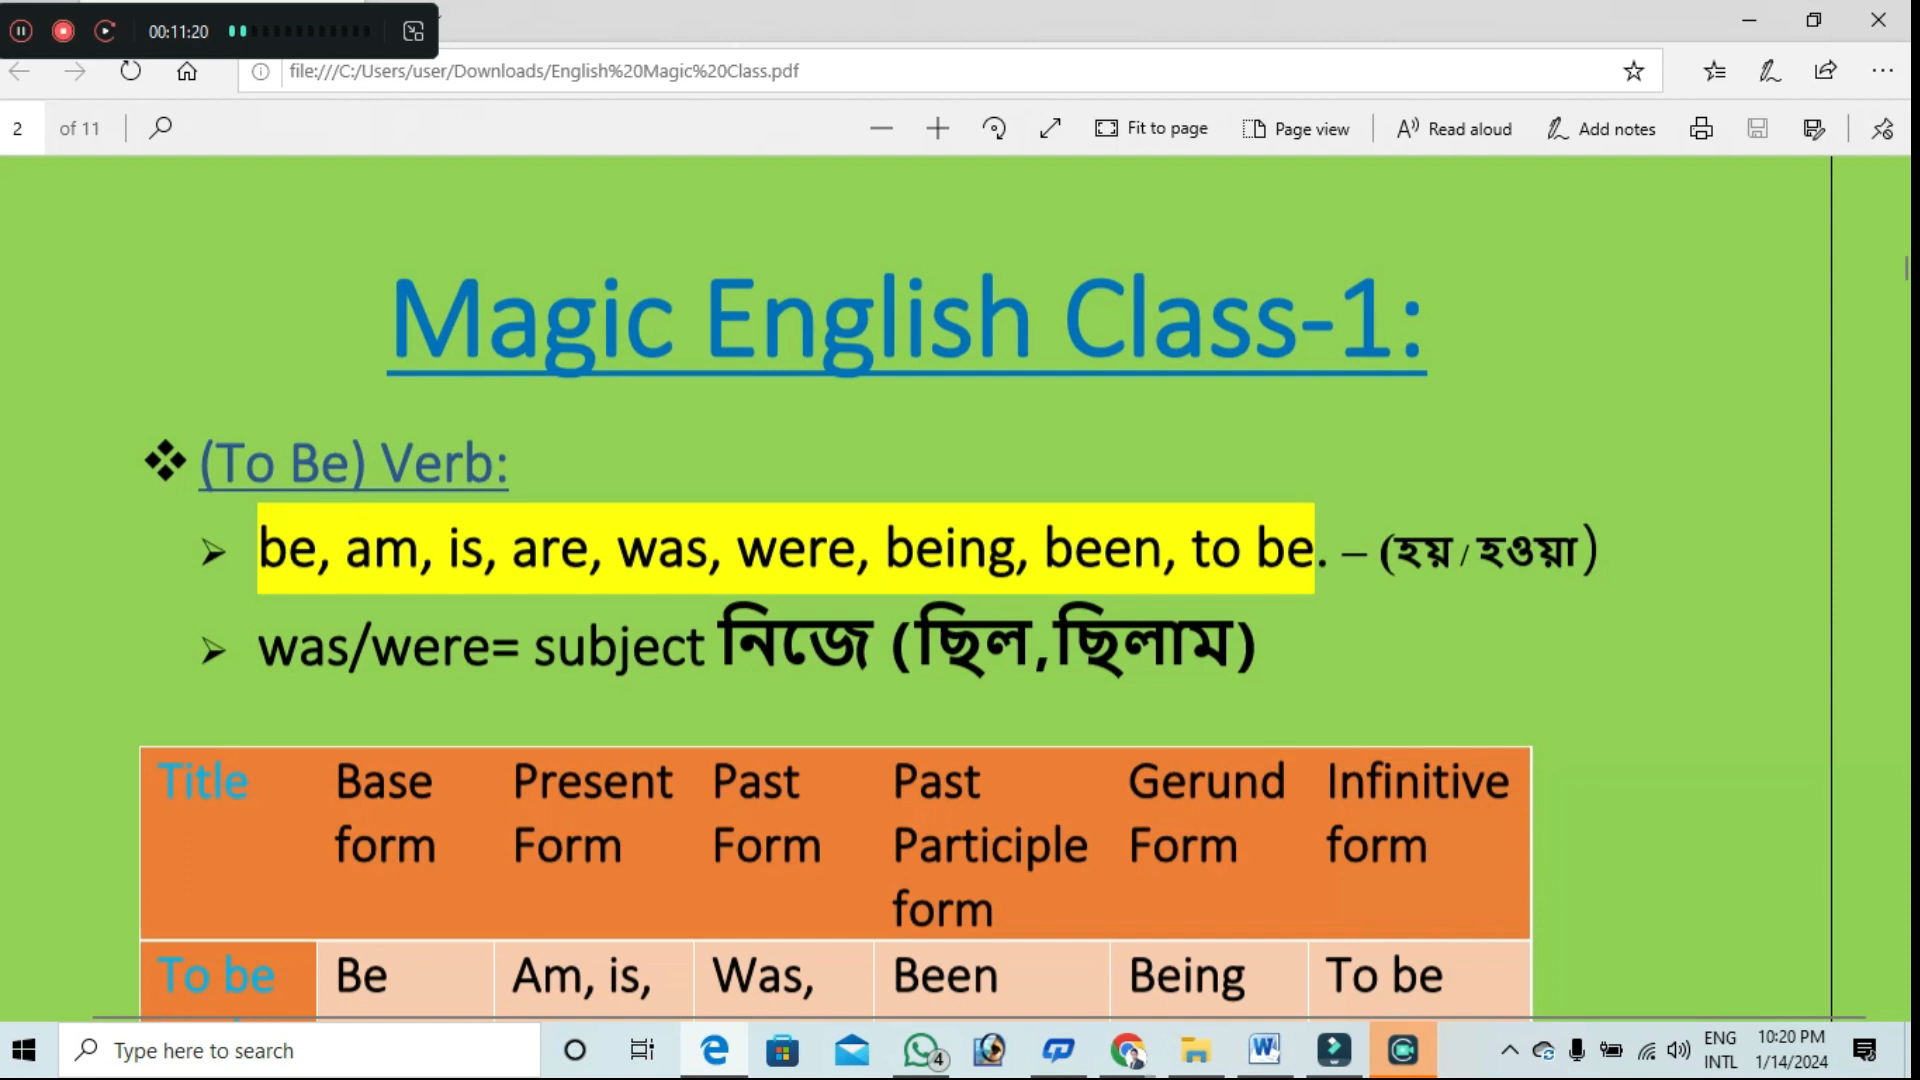 00:11:20
file:///C:/Users/user/Downloads/English%20Magic%20Class.pdf
2 of 11 Fit to page Page view Read aloud Add notes
Magic English Class-1:
(To Be) Verb:
be, am, is, are, was, were, being, been, to be. – (হয় / হওয়া)
was/were= subject নিজে (ছিল,ছিলাম)
Title Base form Present Form Past Form Past Participle form Gerund Form Infinitive form
To be Be Am, is, Was, Been Being To be
Type here to search 4 ENG INTL 10:20 PM 1/14/2024